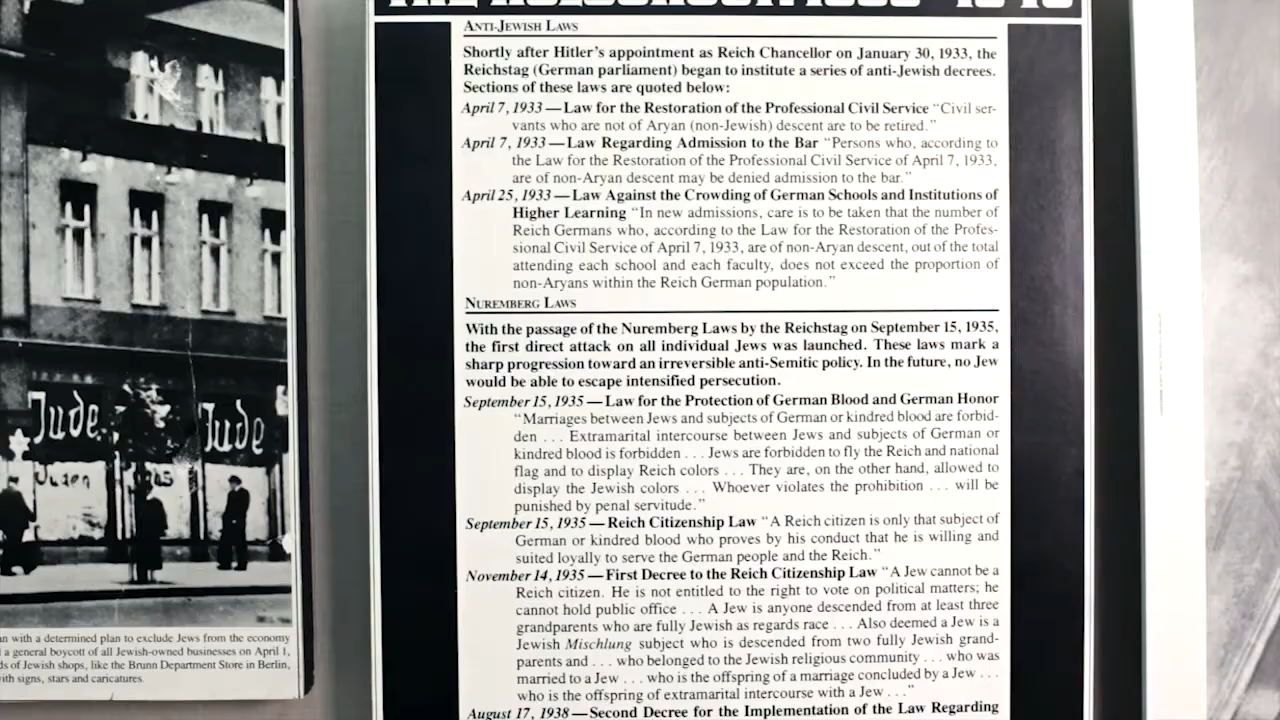 Jude Jude
Juden
an with a determined plan to exclude Jews from the economy
a general boycott of all Jewish-owned businesses on April 1,
ds of Jewish shops, like the Brunn Department Store in Berlin,
with signs, stars and caricatures.
ANTI-JEWISH LAWS
Shortly after Hitler's appointment as Reich Chancellor on January 30, 1933, the
Reichstag (German parliament) began to institute a series of anti-Jewish decrees.
Sections of these laws are quoted below:
April 7, 1933 — Law for the Restoration of the Professional Civil Service "Civil ser-
vants who are not of Aryan (non-Jewish) descent are to be retired."
April 7, 1933 — Law Regarding Admission to the Bar "Persons who, according to
the Law for the Restoration of the Professional Civil Service of April 7, 1933,
are of non-Aryan descent may be denied admission to the bar."
April 25, 1933 — Law Against the Crowding of German Schools and Institutions of
Higher Learning "In new admissions, care is to be taken that the number of
Reich Germans who, according to the Law for the Restoration of the Profes-
sional Civil Service of April 7, 1933, are of non-Aryan descent, out of the total
attending each school and each faculty, does not exceed the proportion of
non-Aryans within the Reich German population."
NUREMBERG LAWS
With the passage of the Nuremberg Laws by the Reichstag on September 15, 1935,
the first direct attack on all individual Jews was launched. These laws mark a
sharp progression toward an irreversible anti-Semitic policy. In the future, no Jew
would be able to escape intensified persecution.
September 15, 1935 — Law for the Protection of German Blood and German Honor
"Marriages between Jews and subjects of German or kindred blood are forbid-
den . . . Extramarital intercourse between Jews and subjects of German or
kindred blood is forbidden . . . Jews are forbidden to fly the Reich and national
flag and to display Reich colors . . . They are, on the other hand, allowed to
display the Jewish colors . . . Whoever violates the prohibition . . . will be
punished by penal servitude."
September 15, 1935 — Reich Citizenship Law "A Reich citizen is only that subject of
German or kindred blood who proves by his conduct that he is willing and
suited loyally to serve the German people and the Reich."
November 14, 1935 — First Decree to the Reich Citizenship Law "A Jew cannot be a
Reich citizen. He is not entitled to the right to vote on political matters; he
cannot hold public office . . . A Jew is anyone descended from at least three
grandparents who are fully Jewish as regards race . . . Also deemed a Jew is a
Jewish Mischlung subject who is descended from two fully Jewish grand-
parents and . . . who belonged to the Jewish religious community . . . who was
married to a Jew . . . who is the offspring of a marriage concluded by a Jew . . .
who is the offspring of extramarital intercourse with a Jew . . ."
August 17, 1938 — Second Decree for the Implementation of the Law Regarding